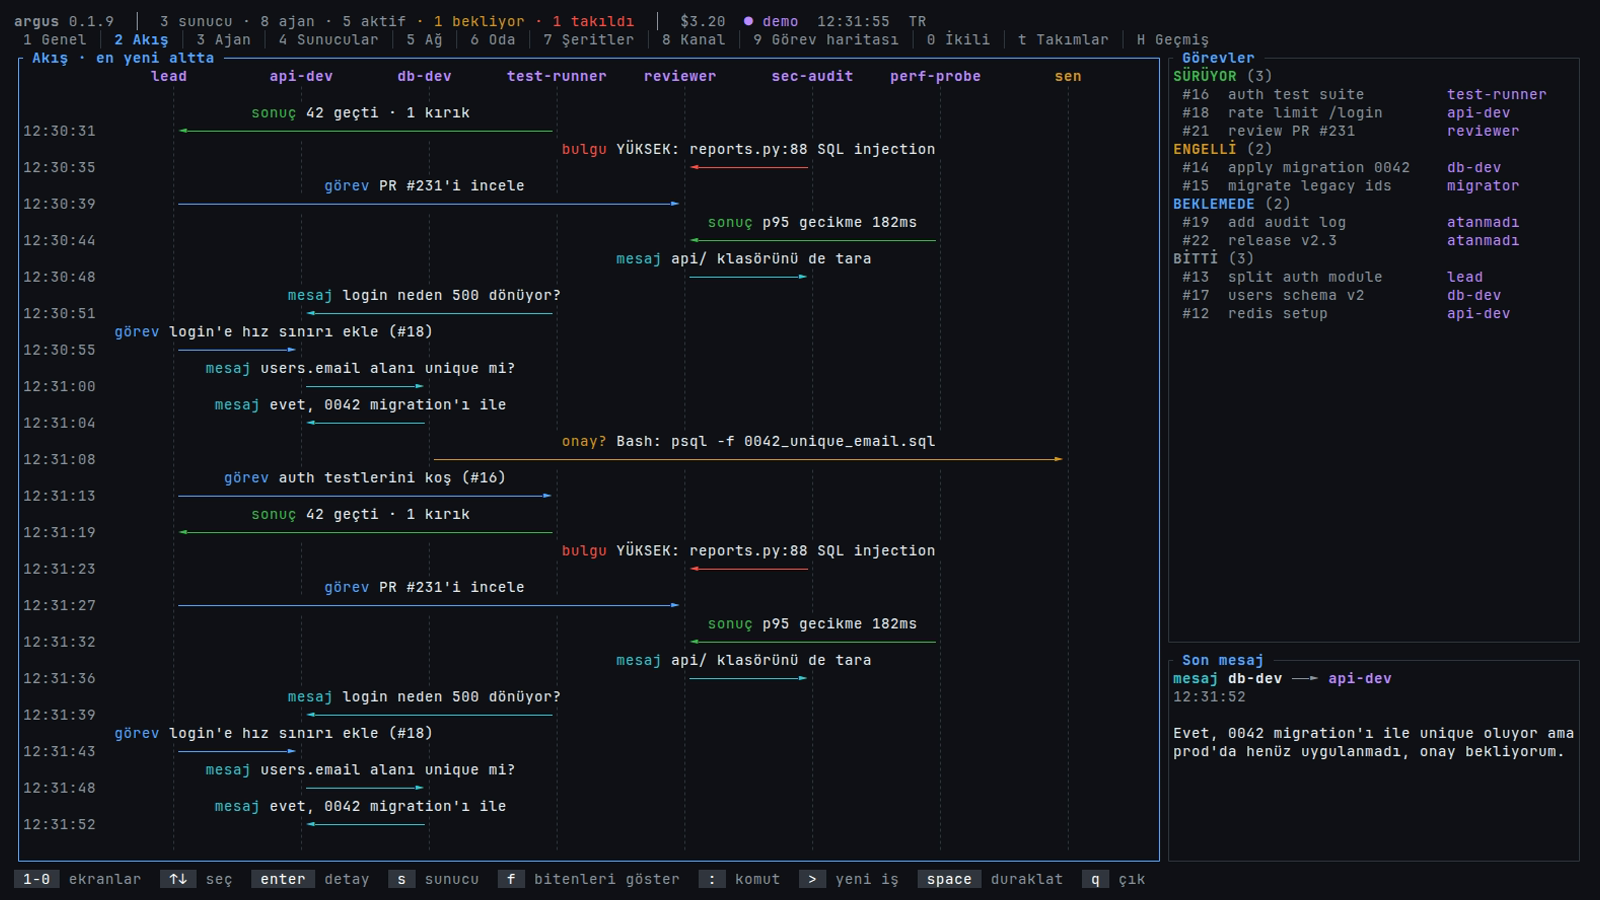 argus 0.1.9 │ 3 sunucu · 8 ajan · 5 aktif · 1 bekliyor · 1 takıldı │ $3.20 ● demo 12:31:55 TR
1 Genel │ 2 Akış │ 3 Ajan │ 4 Sunucular │ 5 Ağ │ 6 Oda │ 7 Şeritler │ 8 Kanal │ 9 Görev haritası │ 0 İkili │ t Takımlar │ H Geçmiş
Akış · en yeni altta
lead api-dev db-dev test-runner reviewer sec-audit perf-probe sen
sonuç 42 geçti · 1 kırık
12:30:31
bulgu YÜKSEK: reports.py:88 SQL injection
12:30:35
görev PR #231'i incele
12:30:39
sonuç p95 gecikme 182ms
12:30:44
mesaj api/ klasörünü de tara
12:30:48
mesaj login neden 500 dönüyor?
12:30:51
görev login'e hız sınırı ekle (#18)
12:30:55
mesaj users.email alanı unique mi?
12:31:00
mesaj evet, 0042 migration'ı ile
12:31:04
onay? Bash: psql -f 0042_unique_email.sql
12:31:08
görev auth testlerini koş (#16)
12:31:13
sonuç 42 geçti · 1 kırık
12:31:19
bulgu YÜKSEK: reports.py:88 SQL injection
12:31:23
görev PR #231'i incele
12:31:27
sonuç p95 gecikme 182ms
12:31:32
mesaj api/ klasörünü de tara
12:31:36
mesaj login neden 500 dönüyor?
12:31:39
görev login'e hız sınırı ekle (#18)
12:31:43
mesaj users.email alanı unique mi?
12:31:48
mesaj evet, 0042 migration'ı ile
12:31:52
Görevler
SÜRÜYOR (3)
#16 auth test suite test-runner
#18 rate limit /login api-dev
#21 review PR #231 reviewer
ENGELLİ (2)
#14 apply migration 0042 db-dev
#15 migrate legacy ids migrator
BEKLEMEDE (2)
#19 add audit log atanmadı
#22 release v2.3 atanmadı
BİTTİ (3)
#13 split auth module lead
#17 users schema v2 db-dev
#12 redis setup api-dev
Son mesaj
mesaj db-dev ──► api-dev
12:31:52
Evet, 0042 migration'ı ile unique oluyor ama
prod'da henüz uygulanmadı, onay bekliyorum.
1-0 ekranlar ↑↓ seç enter detay s sunucu f bitenleri göster : komut > yeni iş space duraklat q çık